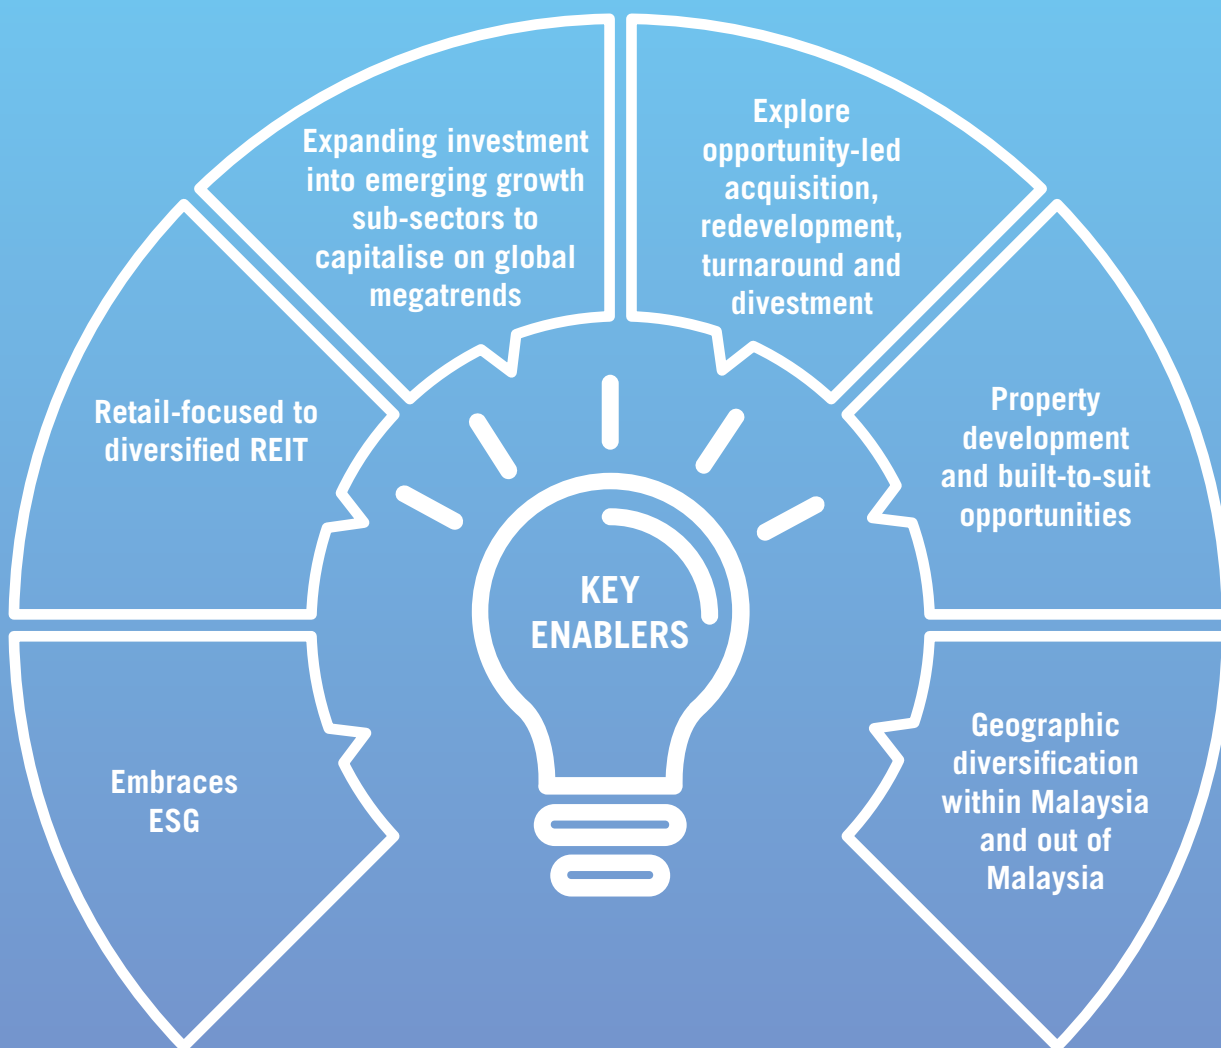 Expanding investment
into emerging growth
sub-sectors to
capitalise on global
megatrends
Explore
opportunity-led
acquisition,
redevelopment,
turnaround and
divestment
Retail-focused to
diversified REIT
Property
development
and built-to-suit
opportunities
KEY
ENABLERS
Embraces
ESG
Geographic
diversification
within Malaysia
and out of
Malaysia